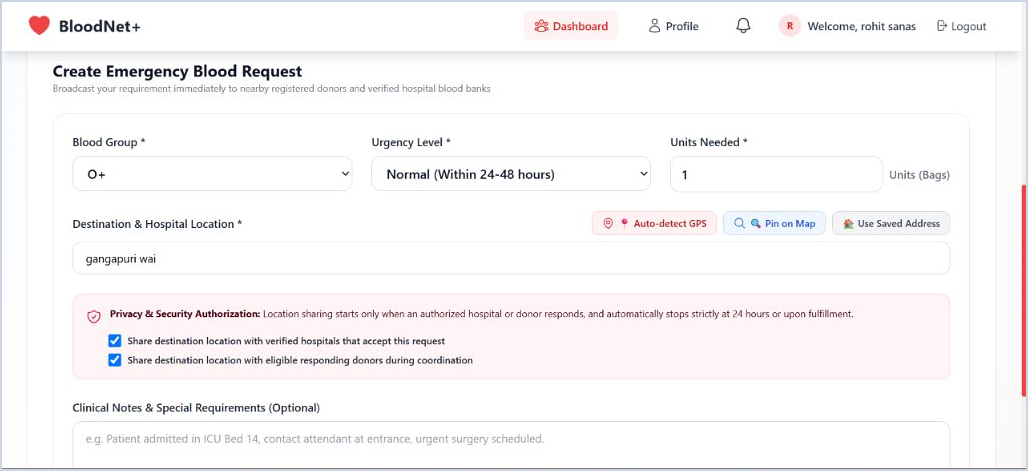 BloodNet+
Dashboard
Profile
R
Welcome, rohit sanas
Logout
Create Emergency Blood Request
Broadcast your requirement immediately to nearby registered donors and verified hospital blood banks
Blood Group *
Urgency Level *
Units Needed *
O+
Normal (Within 24-48 hours)
1
Units (Bags)
Destination & Hospital Location *
Auto-detect GPS
Pin on Map
Use Saved Address
gangapuri wai
Privacy & Security Authorization: Location sharing starts only when an authorized hospital or donor responds, and automatically stops strictly at 24 hours or upon fulfillment.
Share destination location with verified hospitals that accept this request
Share destination location with eligible responding donors during coordination
Clinical Notes & Special Requirements (Optional)
e.g. Patient admitted in ICU Bed 14, contact attendant at entrance, urgent surgery scheduled.